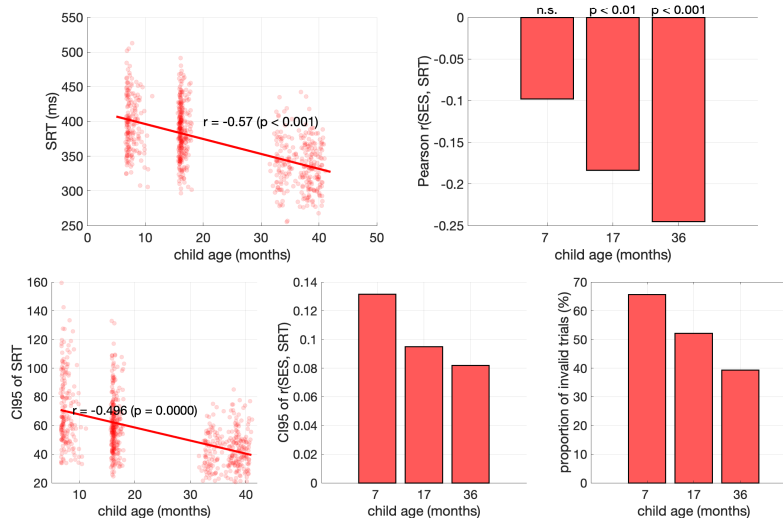 550
500
450
400
350
300
250
SRT (ms)
r = -0.57 (p < 0.001)
0 10 20 30 40 50
child age (months)
n.s. p < 0.01 p < 0.001
0
-0.05
-0.1
-0.15
-0.2
-0.25
Pearson r(SES, SRT)
7 17 36
child age (months)
160
140
120
100
80
60
40
20
CI95 of SRT
r = -0.496 (p = 0.0000)
10 20 30 40
child age (months)
0.14
0.12
0.1
0.08
0.06
0.04
0.02
0
CI95 of r(SES, SRT)
7 17 36
child age (months)
70
60
50
40
30
20
10
0
proportion of invalid trials (%)
7 17 36
child age (months)